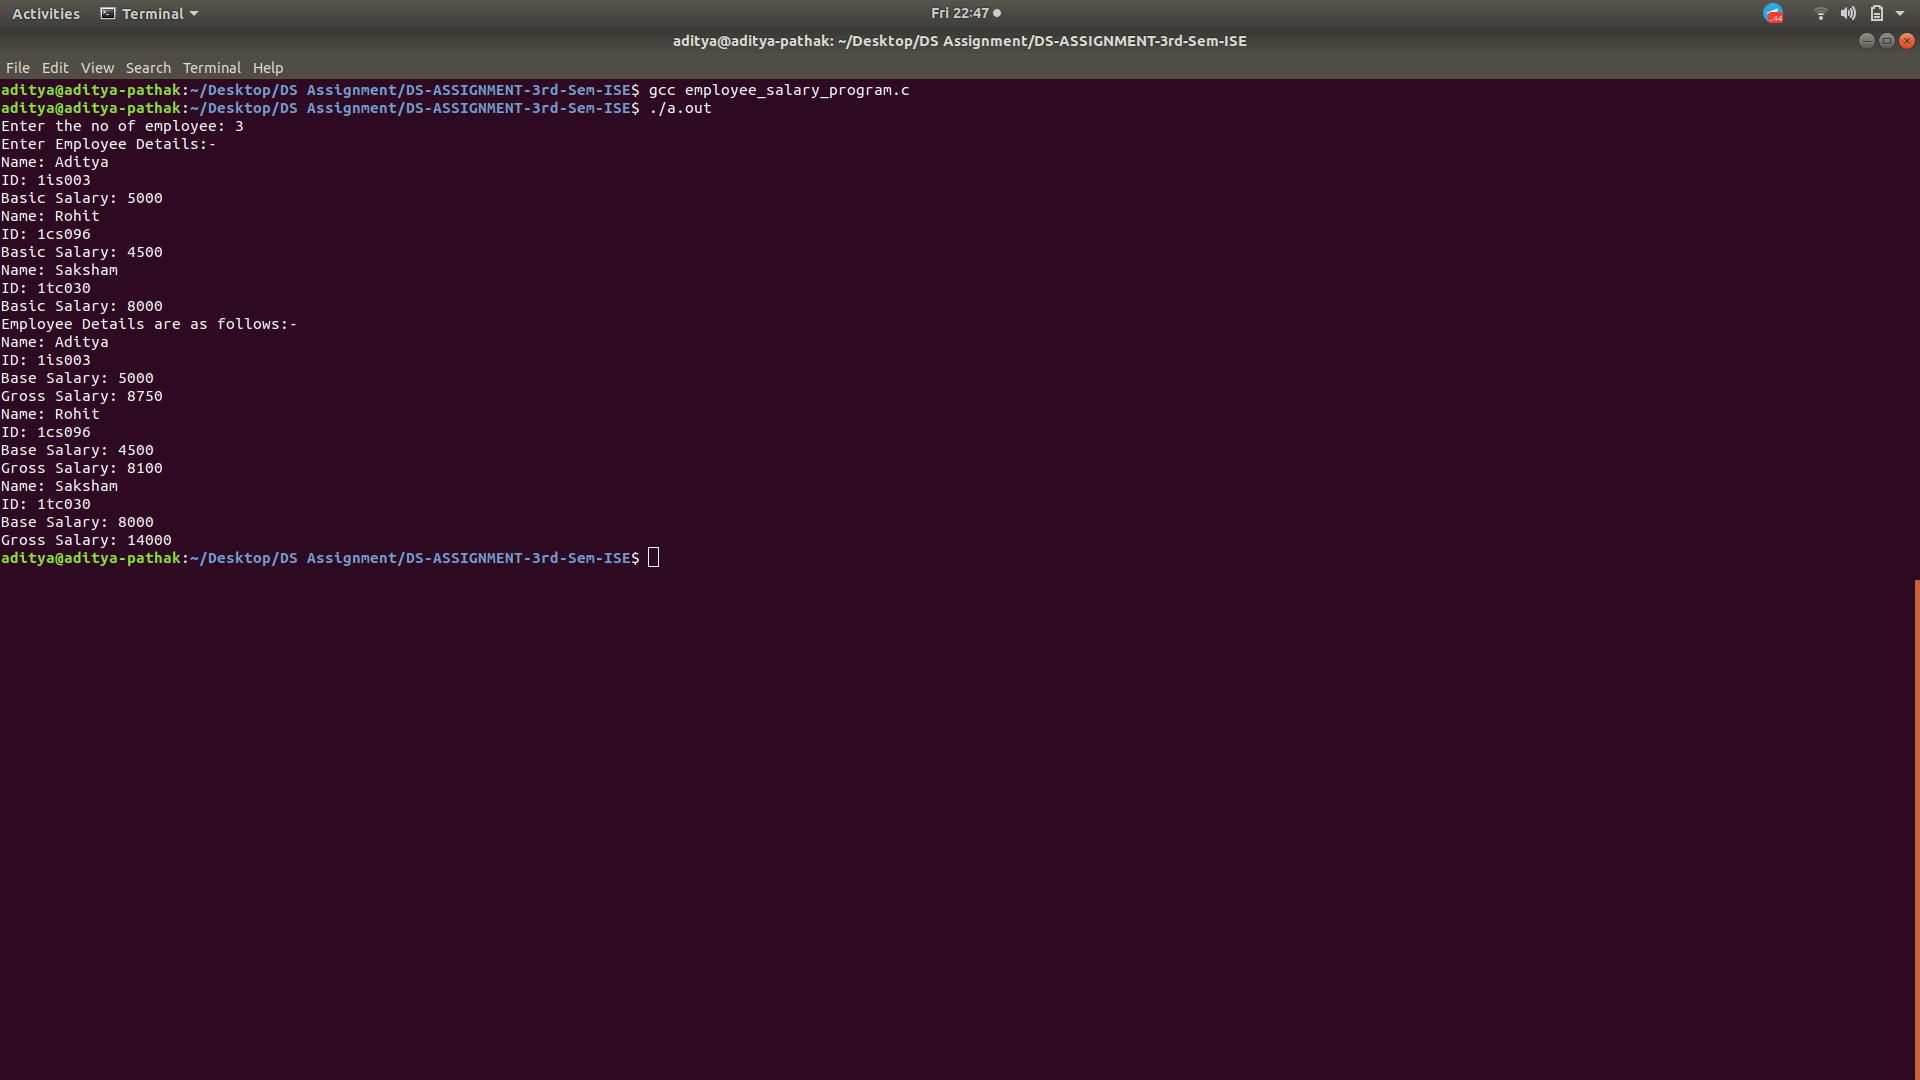 Activities Terminal Fri 22:47 44
aditya@aditya-pathak: ~/Desktop/DS Assignment/DS-ASSIGNMENT-3rd-Sem-ISE
File Edit View Search Terminal Help
aditya@aditya-pathak:~/Desktop/DS Assignment/DS-ASSIGNMENT-3rd-Sem-ISE$ gcc employee_salary_program.c
aditya@aditya-pathak:~/Desktop/DS Assignment/DS-ASSIGNMENT-3rd-Sem-ISE$ ./a.out
Enter the no of employee: 3
Enter Employee Details:-
Name: Aditya
ID: 1is003
Basic Salary: 5000
Name: Rohit
ID: 1cs096
Basic Salary: 4500
Name: Saksham
ID: 1tc030
Basic Salary: 8000
Employee Details are as follows:-
Name: Aditya
ID: 1is003
Base Salary: 5000
Gross Salary: 8750
Name: Rohit
ID: 1cs096
Base Salary: 4500
Gross Salary: 8100
Name: Saksham
ID: 1tc030
Base Salary: 8000
Gross Salary: 14000
aditya@aditya-pathak:~/Desktop/DS Assignment/DS-ASSIGNMENT-3rd-Sem-ISE$